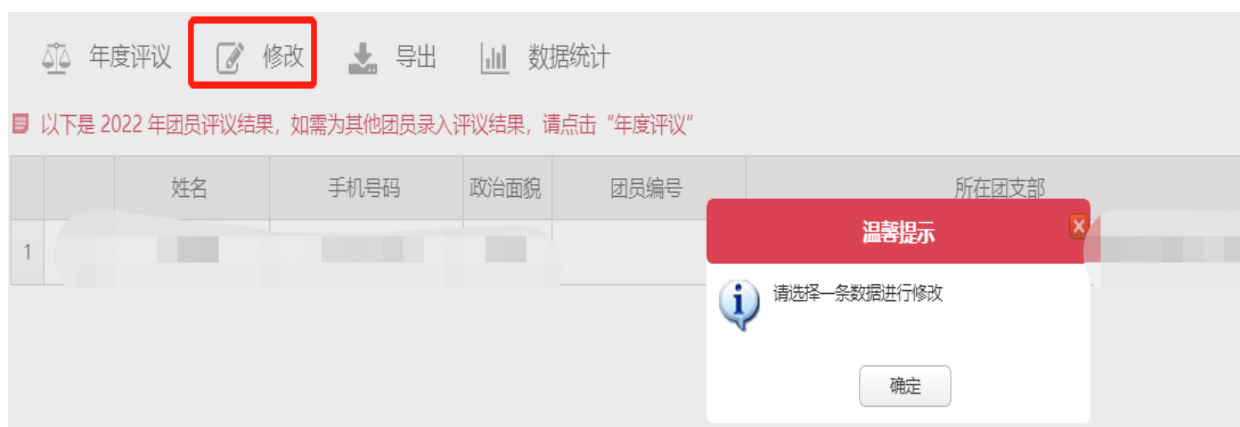 年度评议 修改 导出 数据统计
以下是 2022 年团员评议结果，如需为其他团员录入评议结果，请点击“年度评议”
姓名 手机号码 政治面貌 团员编号 所在团支部
温馨提示
1
请选择一条数据进行修改
确定